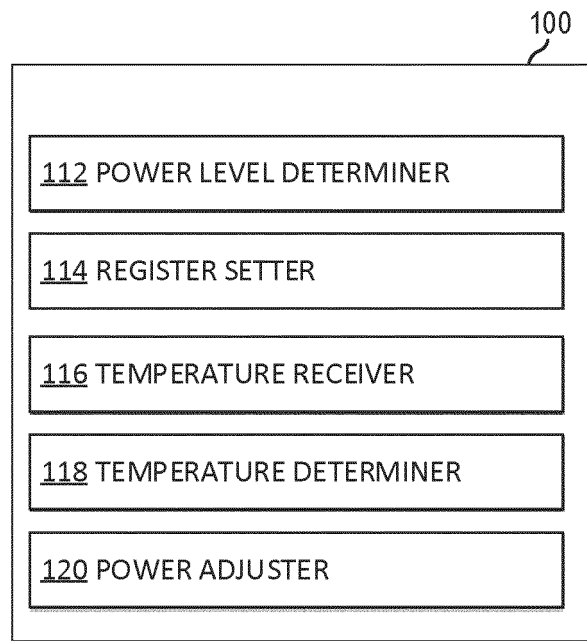 100
112 POWER LEVEL DETERMINER
114 REGISTER SETTER
116 TEMPERATURE RECEIVER
118 TEMPERATURE DETERMINER
120 POWER ADJUSTER